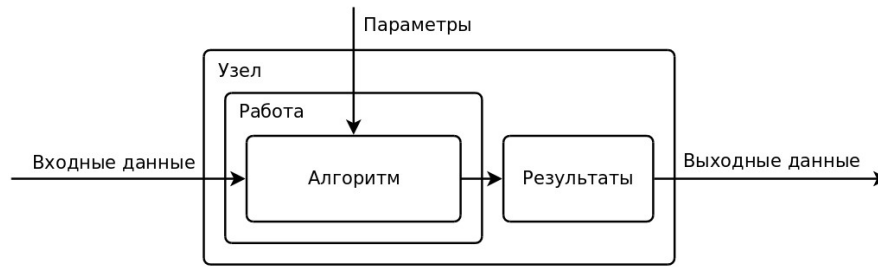 Параметры
Узел
Работа
Входные данные
Алгоритм
Результаты
Выходные данные